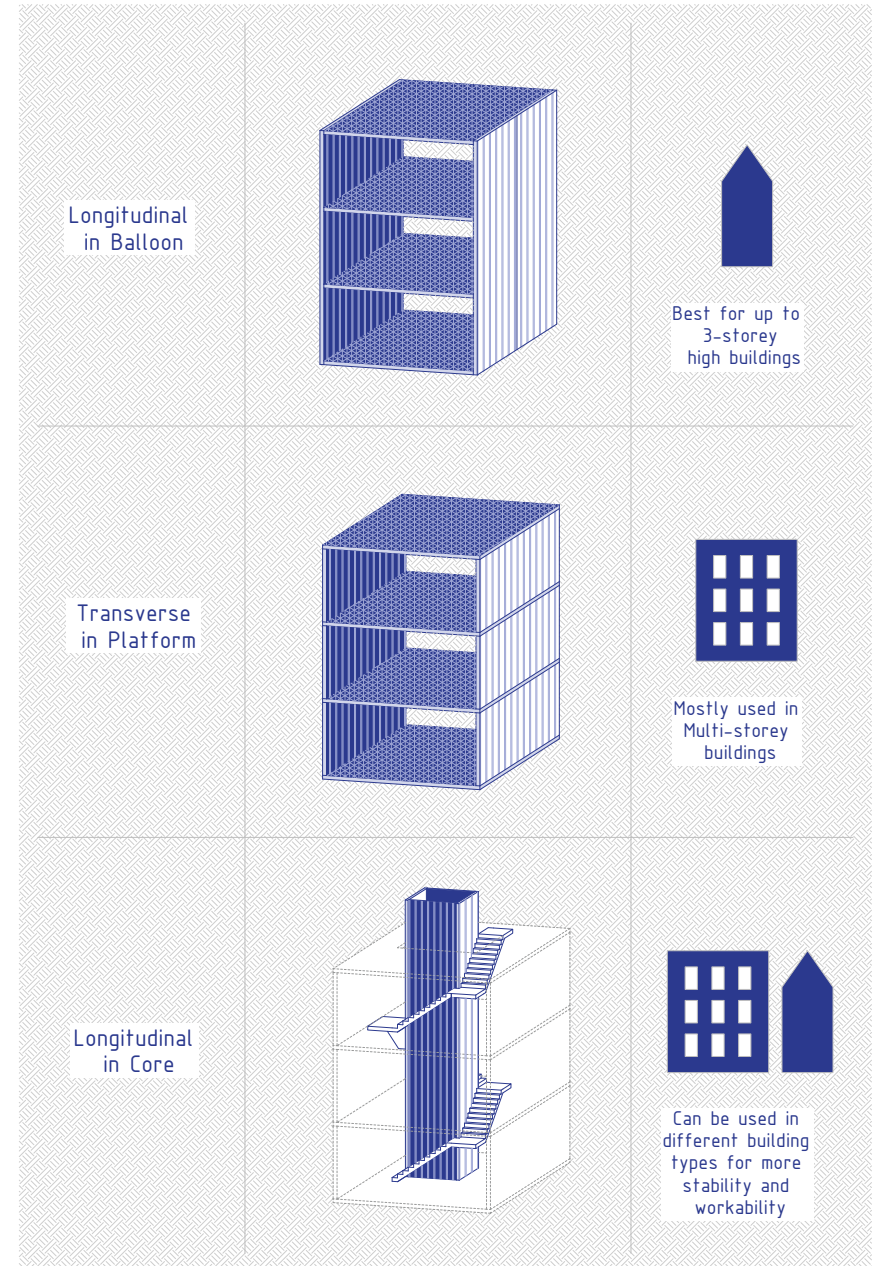 Longitudinal
in Balloon
Best for up to
3-storey
high buildings
Transverse
in Platform
Mostly used in
Multi-storey
buildings
Longitudinal
in Core
Can be used in
different building
types for more
stability and
workability